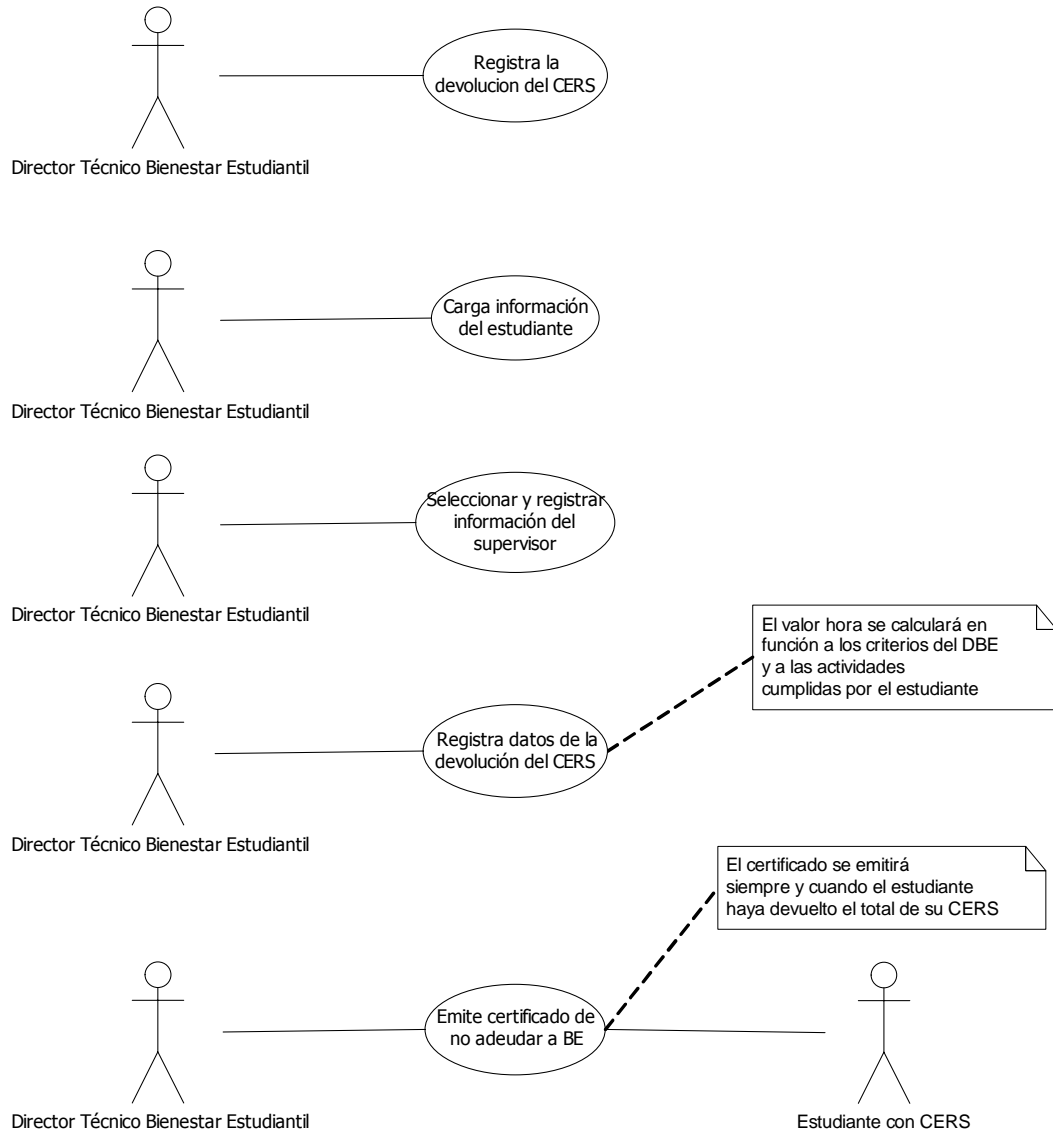 Registra la
devolucion del CERS
Director Técnico Bienestar Estudiantil
Carga información
del estudiante
Director Técnico Bienestar Estudiantil
Seleccionar y registrar
información del
supervisor
Director Técnico Bienestar Estudiantil
El valor hora se calculará en
función a los criterios del DBE
y a las actividades
cumplidas por el estudiante
Registra datos de la
devolución del CERS
Director Técnico Bienestar Estudiantil
El certificado se emitirá
siempre y cuando el estudiante
haya devuelto el total de su CERS
Emite certificado de
no adeudar a BE
Director Técnico Bienestar Estudiantil
Estudiante con CERS